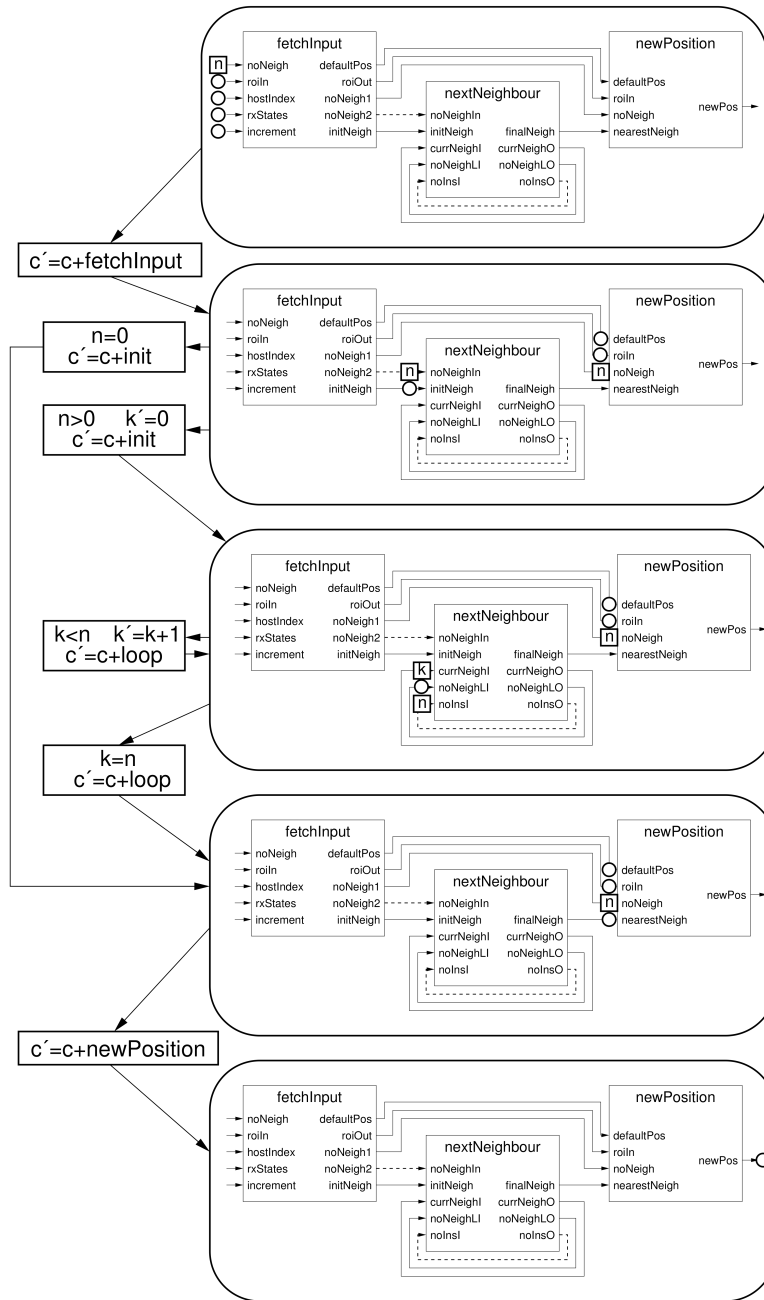 fetchInput
newPosition
n noNeigh defaultPos
roiIn roiOut
defaultPos
hostIndex noNeigh1
nextNeighbour
roiIn
newPos
rxStates noNeigh2
noNeighIn
noNeigh
increment initNeigh
initNeigh finalNeigh
nearestNeigh
currNeighI currNeighO
noNeighLI noNeighLO
noInsI noInsO
c´=c+fetchInput
fetchInput
newPosition
noNeigh defaultPos
n=0
c´=c+init
roiIn roiOut
defaultPos
hostIndex noNeigh1
nextNeighbour
roiIn
newPos
rxStates noNeigh2
n noNeighIn
n noNeigh
increment initNeigh
initNeigh finalNeigh
nearestNeigh
n>0 k´=0
c´=c+init
currNeighI currNeighO
noNeighLI noNeighLO
noInsI noInsO
fetchInput
newPosition
noNeigh defaultPos
roiIn roiOut
defaultPos
hostIndex noNeigh1
nextNeighbour
roiIn
newPos
k<n k´=k+1
c´=c+loop
rxStates noNeigh2
noNeighIn
n noNeigh
increment initNeigh
initNeigh finalNeigh
nearestNeigh
k currNeighI currNeighO
noNeighLI noNeighLO
n noInsI noInsO
k=n
c´=c+loop
fetchInput
newPosition
noNeigh defaultPos
roiIn roiOut
defaultPos
hostIndex noNeigh1
nextNeighbour
roiIn
newPos
rxStates noNeigh2
noNeighIn
n noNeigh
increment initNeigh
initNeigh finalNeigh
nearestNeigh
currNeighI currNeighO
noNeighLI noNeighLO
noInsI noInsO
c´=c+newPosition
fetchInput
newPosition
noNeigh defaultPos
roiIn roiOut
defaultPos
hostIndex noNeigh1
nextNeighbour
roiIn
newPos
rxStates noNeigh2
noNeighIn
noNeigh
increment initNeigh
initNeigh finalNeigh
nearestNeigh
currNeighI currNeighO
noNeighLI noNeighLO
noInsI noInsO